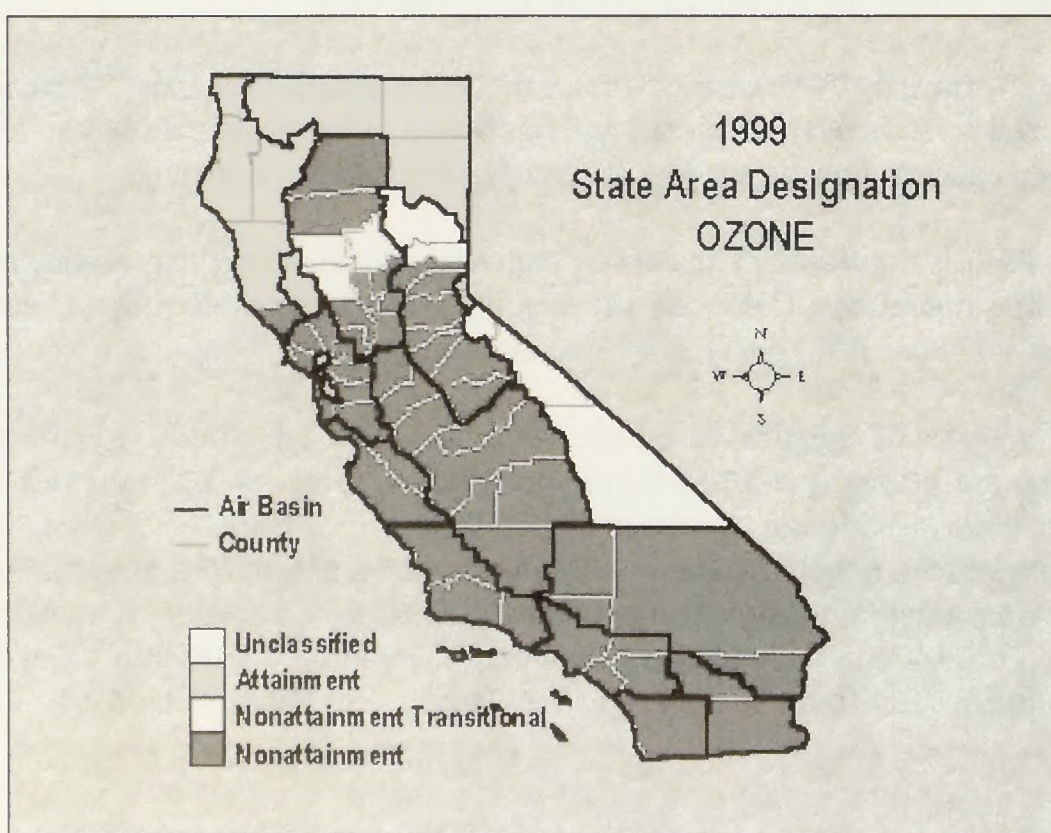 1999
State Area Designation
OZONE
N
W
E
S
Air Basin
County
Unclassified
Attainment
Nonattainment Transitional
Nonattainment